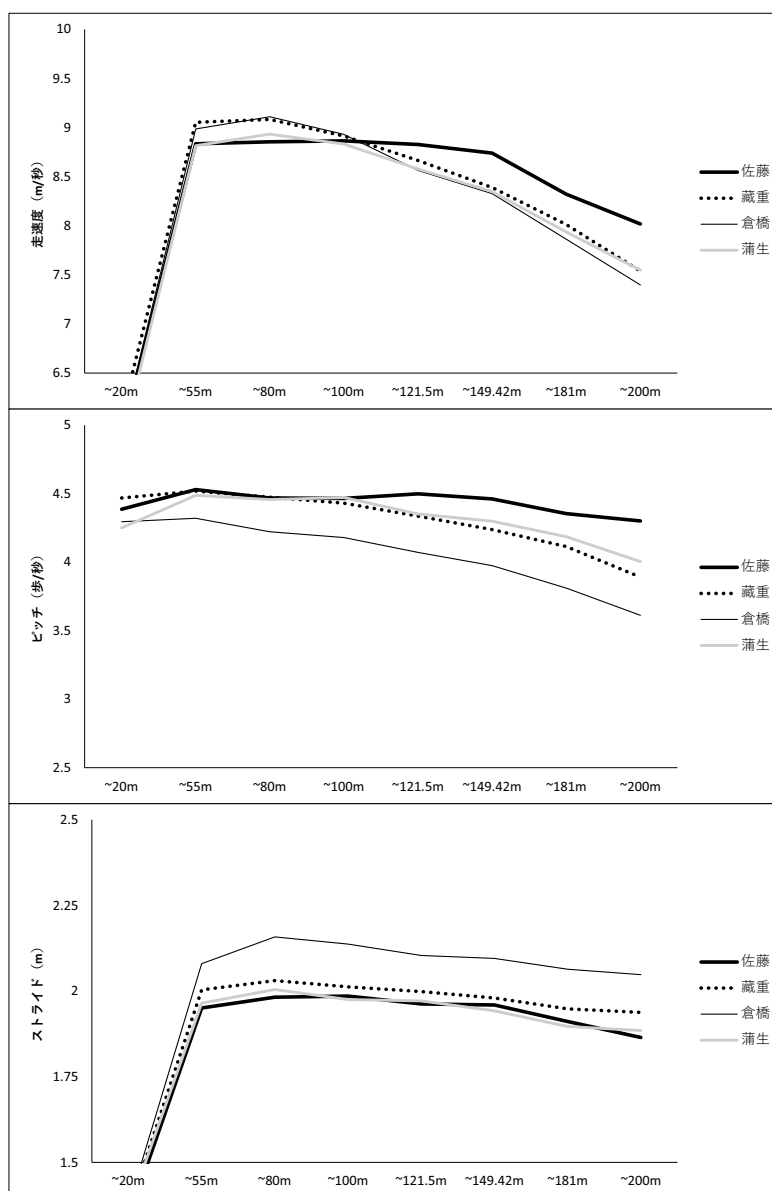 10
9.5
9
8.5
8
7.5
7
6.5
走速度（m/秒）
~20m ~55m ~80m ~100m ~121.5m ~149.42m ~181m ~200m
佐藤
藏重
倉橋
蒲生
5
4.5
4
3.5
3
2.5
ピッチ（歩/秒）
~20m ~55m ~80m ~100m ~121.5m ~149.42m ~181m ~200m
佐藤
藏重
倉橋
蒲生
2.5
2.25
2
1.75
1.5
ストライド（m）
~20m ~55m ~80m ~100m ~121.5m ~149.42m ~181m ~200m
佐藤
藏重
倉橋
蒲生